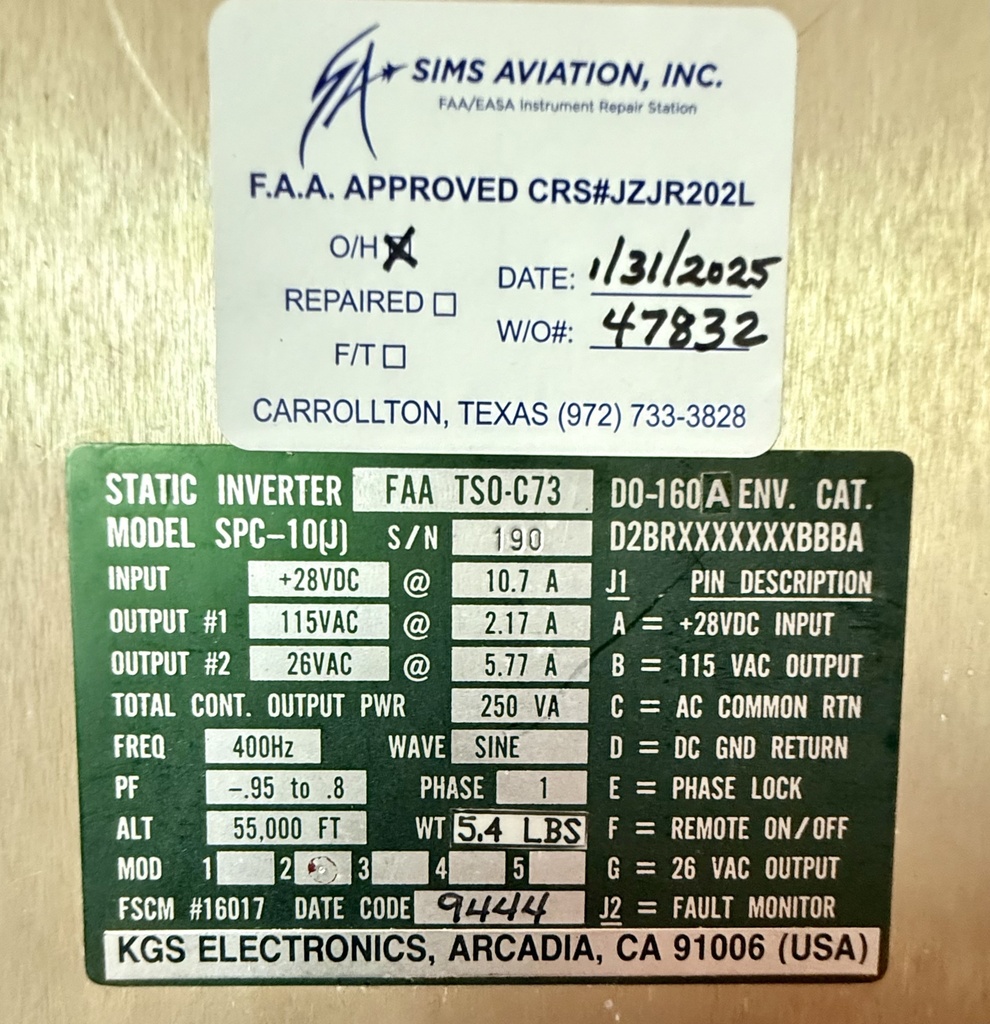 SA SIMS AVIATION, INC.
FAA/EASA Instrument Repair Station
F.A.A. APPROVED CRS#JZJR202L
O/H
DATE: 1/31/2025
REPAIRED
W/O#: 47832
F/T
CARROLLTON, TEXAS (972) 733-3828
STATIC INVERTER FAA TSO-C73 DO-160 A ENV. CAT.
MODEL SPC-10(J) S/N 190 D2BRXXXXXXXBBBA
INPUT +28VDC @ 10.7 A J1 PIN DESCRIPTION
OUTPUT #1 115VAC @ 2.17 A A = +28VDC INPUT
OUTPUT #2 26VAC @ 5.77 A B = 115 VAC OUTPUT
TOTAL CONT. OUTPUT PWR 250 VA C = AC COMMON RTN
FREQ 400Hz WAVE SINE D = DC GND RETURN
PF -.95 to .8 PHASE 1 E = PHASE LOCK
ALT 55,000 FT WT 5.4 LBS F = REMOTE ON/OFF
MOD 1 2 3 4 5 G = 26 VAC OUTPUT
FSCM #16017 DATE CODE 9444 J2 = FAULT MONITOR
KGS ELECTRONICS, ARCADIA, CA 91006 (USA)